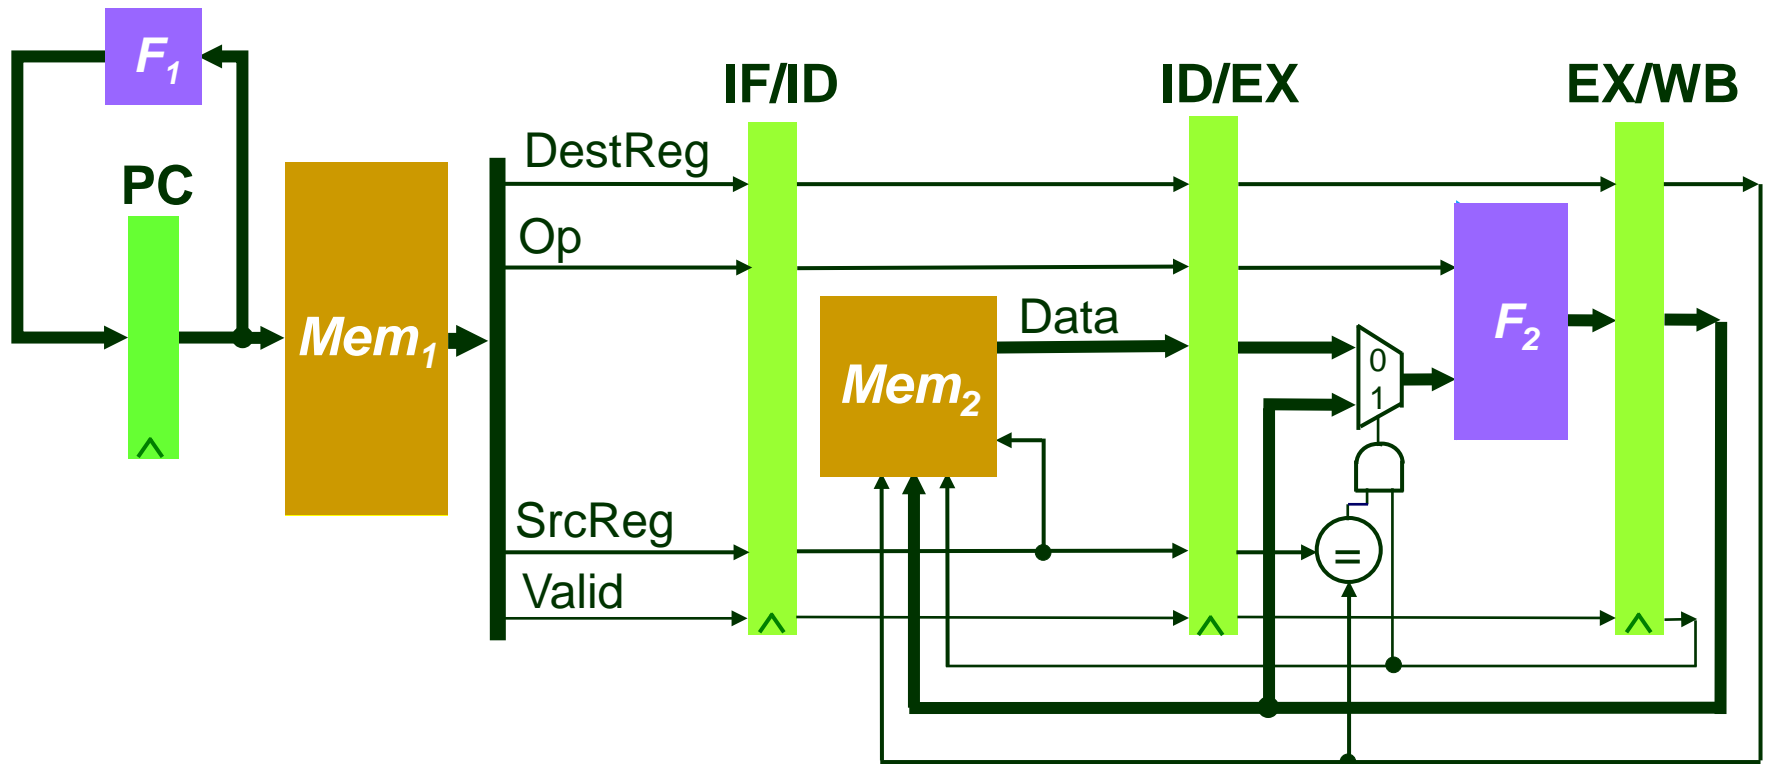 F1
IF/ID
ID/EX
EX/WB
DestReg
PC
Op
Data
Mem1
F2
0
1
Mem2
SrcReg
=
Valid